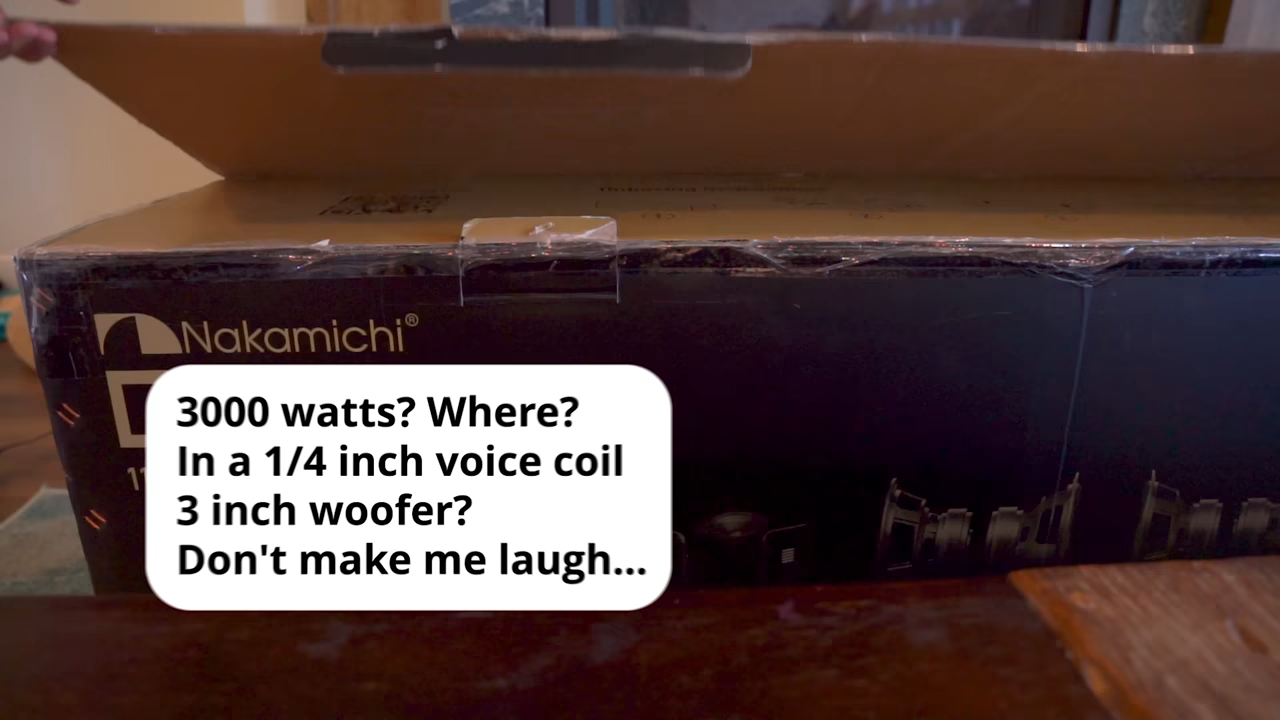 Nakamichi®
3000 watts? Where?
In a 1/4 inch voice coil
3 inch woofer?
Don't make me laugh...